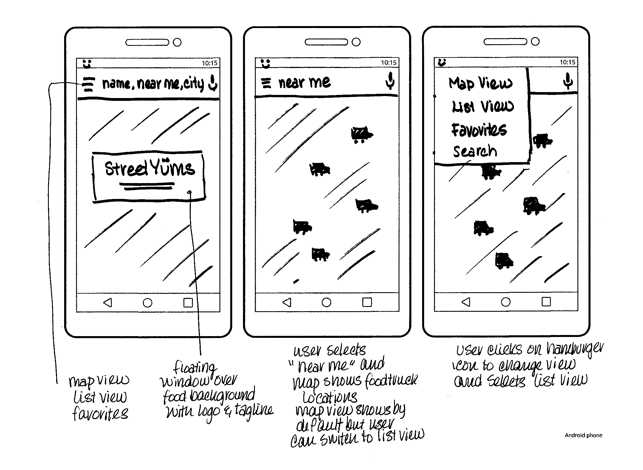 10:15
name, near me, city
StreetYüms
map view
list view
favorites
floating
window over
food background
with logo & tagline
10:15
near me
user selects
"near me" and
map shows foodtruck
locations
map view shows by
default but user
can switch to list view
10:15
Map View
List View
Favorites
Search
user clicks on hamburger
icon to change view
and selects list view
Android phone